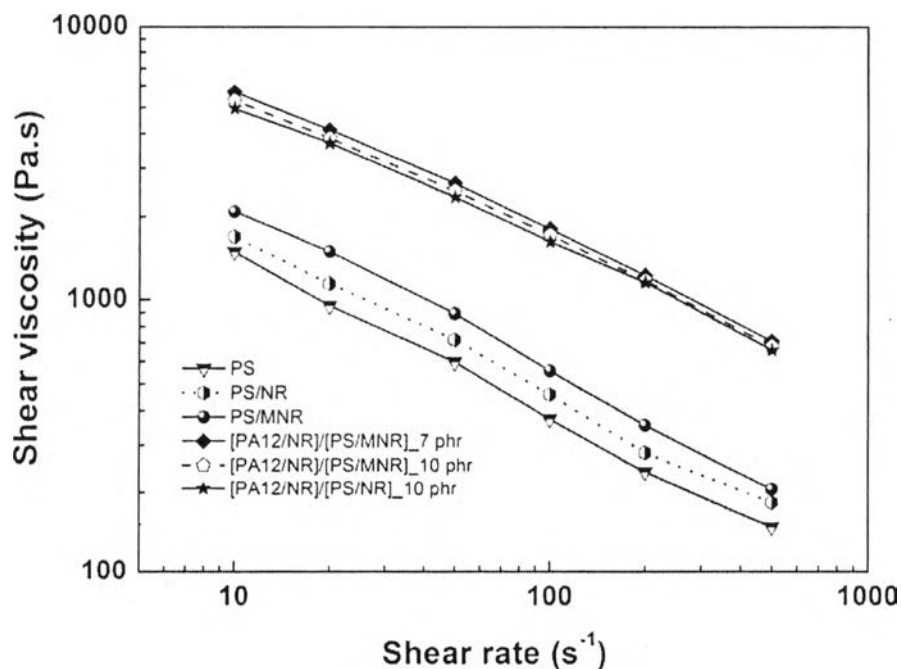 10000
1000
100
Shear viscosity (Pa.s)
PS
PS/NR
PS/MNR
[PA12/NR]/[PS/MNR]_7 phr
[PA12/NR]/[PS/MNR]_10 phr
[PA12/NR]/[PS/NR]_10 phr
10 100 1000
Shear rate (s⁻¹)